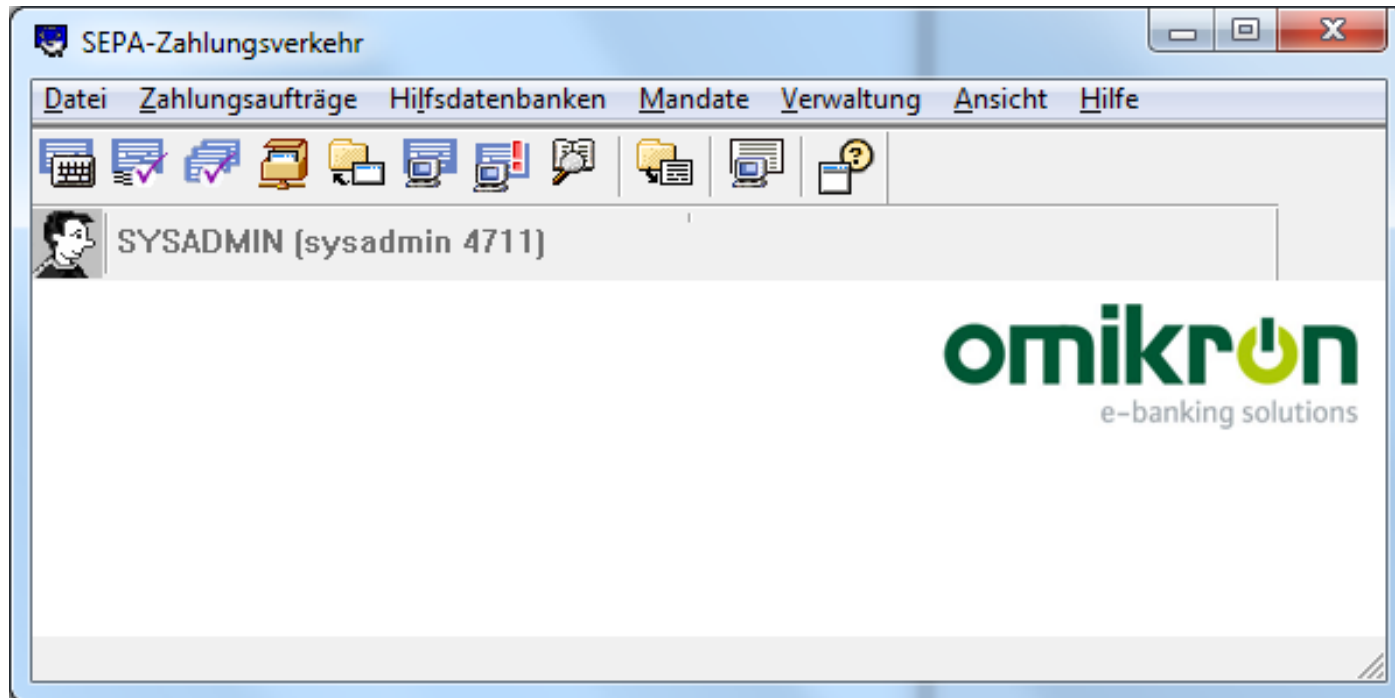 SEPA-Zahlungsverkehr
Datei Zahlungsaufträge Hilfsdatenbanken Mandate Verwaltung Ansicht Hilfe
SYSADMIN (sysadmin 4711)
omikron
e-banking solutions